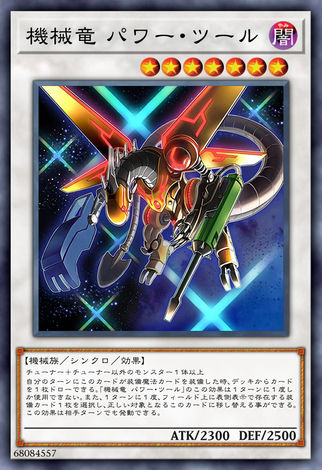 機械竜 パワー・ツール
やみ
闇
【機械族/シンクロ/効果】
チューナー+チューナー以外のモンスター1体以上
自分のターンにこのカードが装備魔法カードを装備した時、デッキからカード
を1枚ドローできる。「機械竜 パワー・ツール」のこの効果は1ターンに1度し
か使用できない。また、1ターンに1度、フィールド上に表側表示で存在する装
備カード1枚を選択し、正しい対象となるこのカードに移し替える事ができる。
この効果は相手ターンでも発動できる。
ATK/2300 DEF/2500
68084557